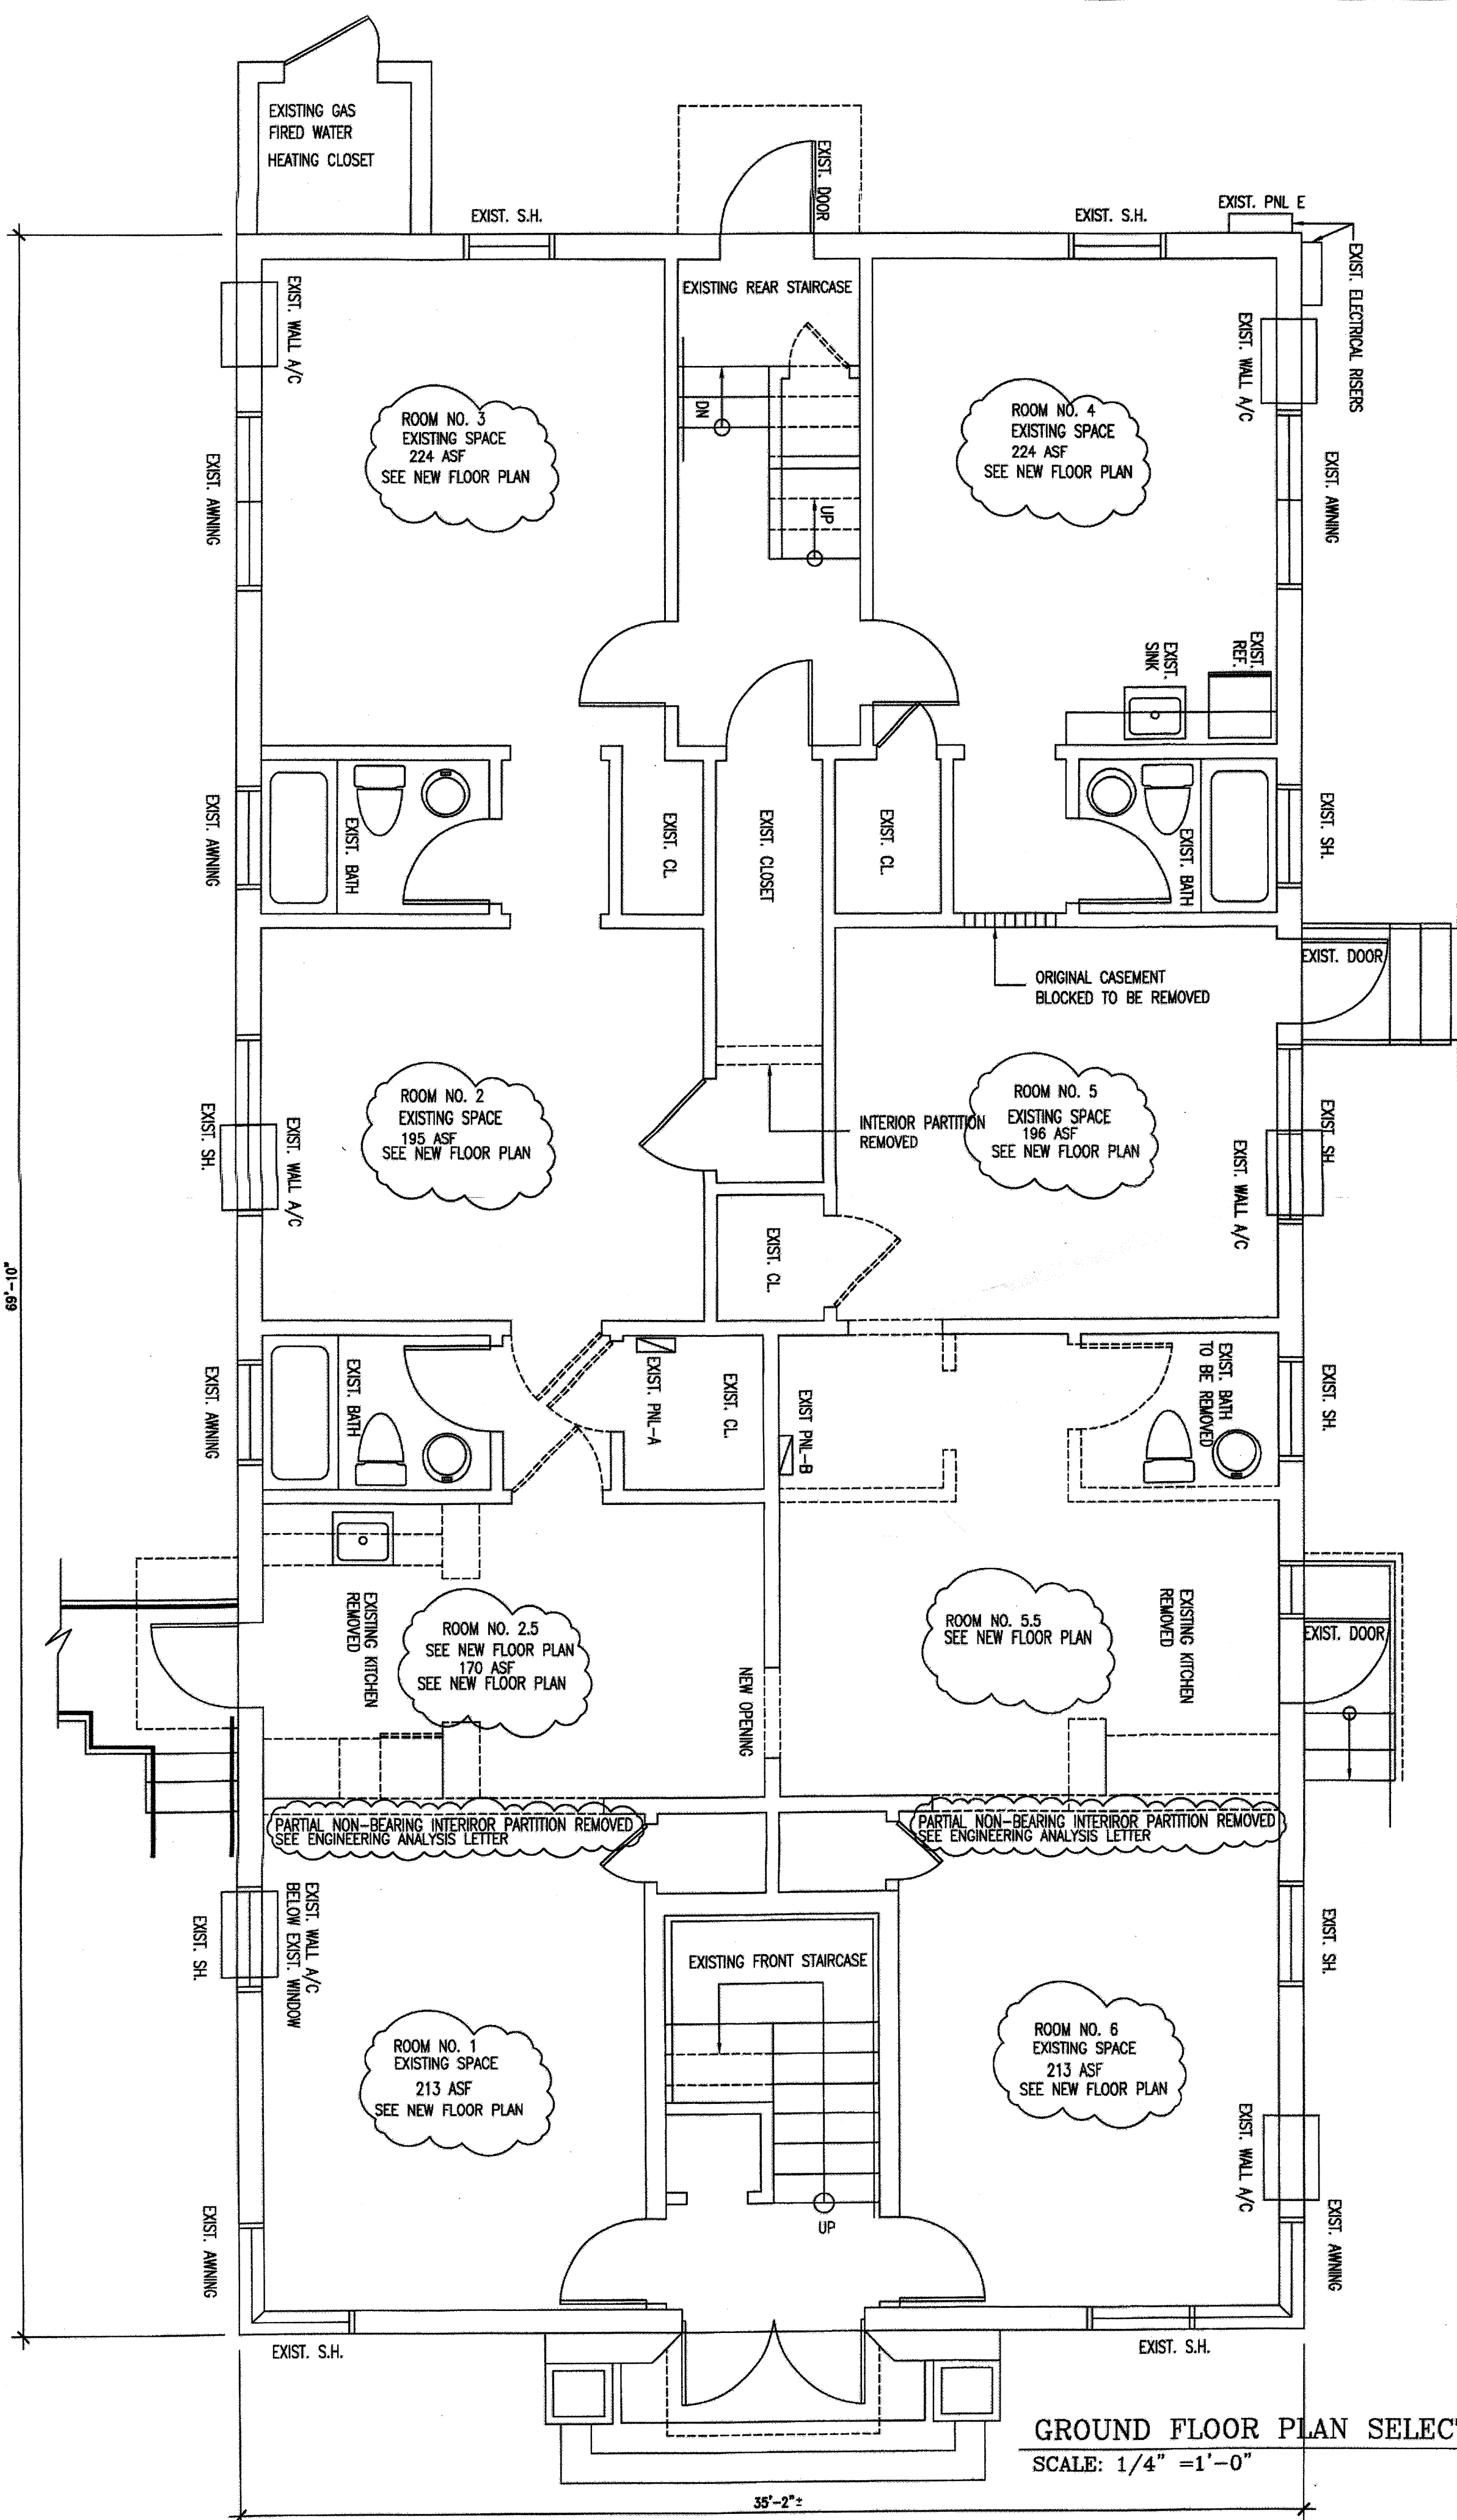 EXISTING GAS
FIRED WATER
HEATING CLOSET
EXIST. DOOR
EXIST. S.H.
EXIST. S.H.
EXIST. PNL E
EXIST. ELECTRICAL RISERS
EXISTING REAR STAIRCASE
EXIST. WALL A/C
EXIST. WALL A/C
DN
UP
ROOM NO. 3
EXISTING SPACE
224 ASF
SEE NEW FLOOR PLAN
ROOM NO. 4
EXISTING SPACE
224 ASF
SEE NEW FLOOR PLAN
EXIST. AWNING
EXIST. AWNING
EXIST.
SINK
EXIST.
REF.
EXIST. AWNING
EXIST. BATH
EXIST. CL.
EXIST. CLOSET
EXIST. CL.
EXIST. BATH
EXIST. SH.
EXIST. DOOR
ORIGINAL CASEMENT
BLOCKED TO BE REMOVED
ROOM NO. 2
EXISTING SPACE
195 ASF
SEE NEW FLOOR PLAN
ROOM NO. 5
EXISTING SPACE
196 ASF
SEE NEW FLOOR PLAN
INTERIOR PARTITION
REMOVED
EXIST. SH.
EXIST. WALL A/C
EXIST. WALL A/C
EXIST. SH.
EXIST. CL.
69'-10"
EXIST. AWNING
EXIST. BATH
EXIST. PNL-A
EXIST. CL.
EXIST PNL-B
EXIST. BATH
TO BE REMOVED
EXIST. SH.
EXISTING KITCHEN
REMOVED
ROOM NO. 2.5
SEE NEW FLOOR PLAN
170 ASF
SEE NEW FLOOR PLAN
NEW OPENING
ROOM NO. 5.5
SEE NEW FLOOR PLAN
EXISTING KITCHEN
REMOVED
EXIST. DOOR
PARTIAL NON-BEARING INTERIROR PARTITION REMOVED
SEE ENGINEERING ANALYSIS LETTER
PARTIAL NON-BEARING INTERIROR PARTITION REMOVED
SEE ENGINEERING ANALYSIS LETTER
EXIST. SH.
EXIST. WALL A/C
BELOW EXIST. WINDOW
EXISTING FRONT STAIRCASE
EXIST. SH.
ROOM NO. 1
EXISTING SPACE
213 ASF
SEE NEW FLOOR PLAN
ROOM NO. 6
EXISTING SPACE
213 ASF
SEE NEW FLOOR PLAN
UP
EXIST. WALL A/C
EXIST. AWNING
EXIST. AWNING
EXIST. S.H.
EXIST. S.H.
GROUND FLOOR PLAN SELEC
SCALE: 1/4" =1'-0"
35'-2"±